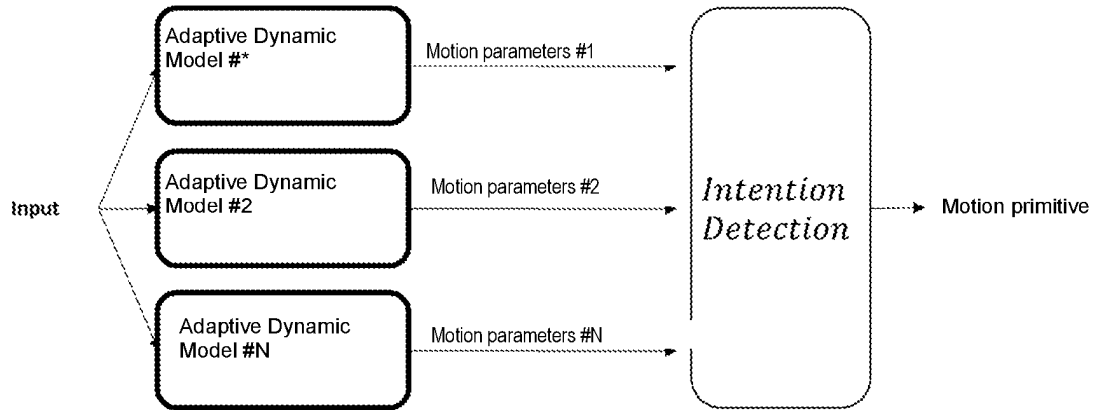 Adaptive Dynamic
Model #*
Motion parameters #1
Adaptive Dynamic
Model #2
Motion parameters #2
Input
Intention
Detection
Motion primitive
Adaptive Dynamic
Model #N
Motion parameters #N